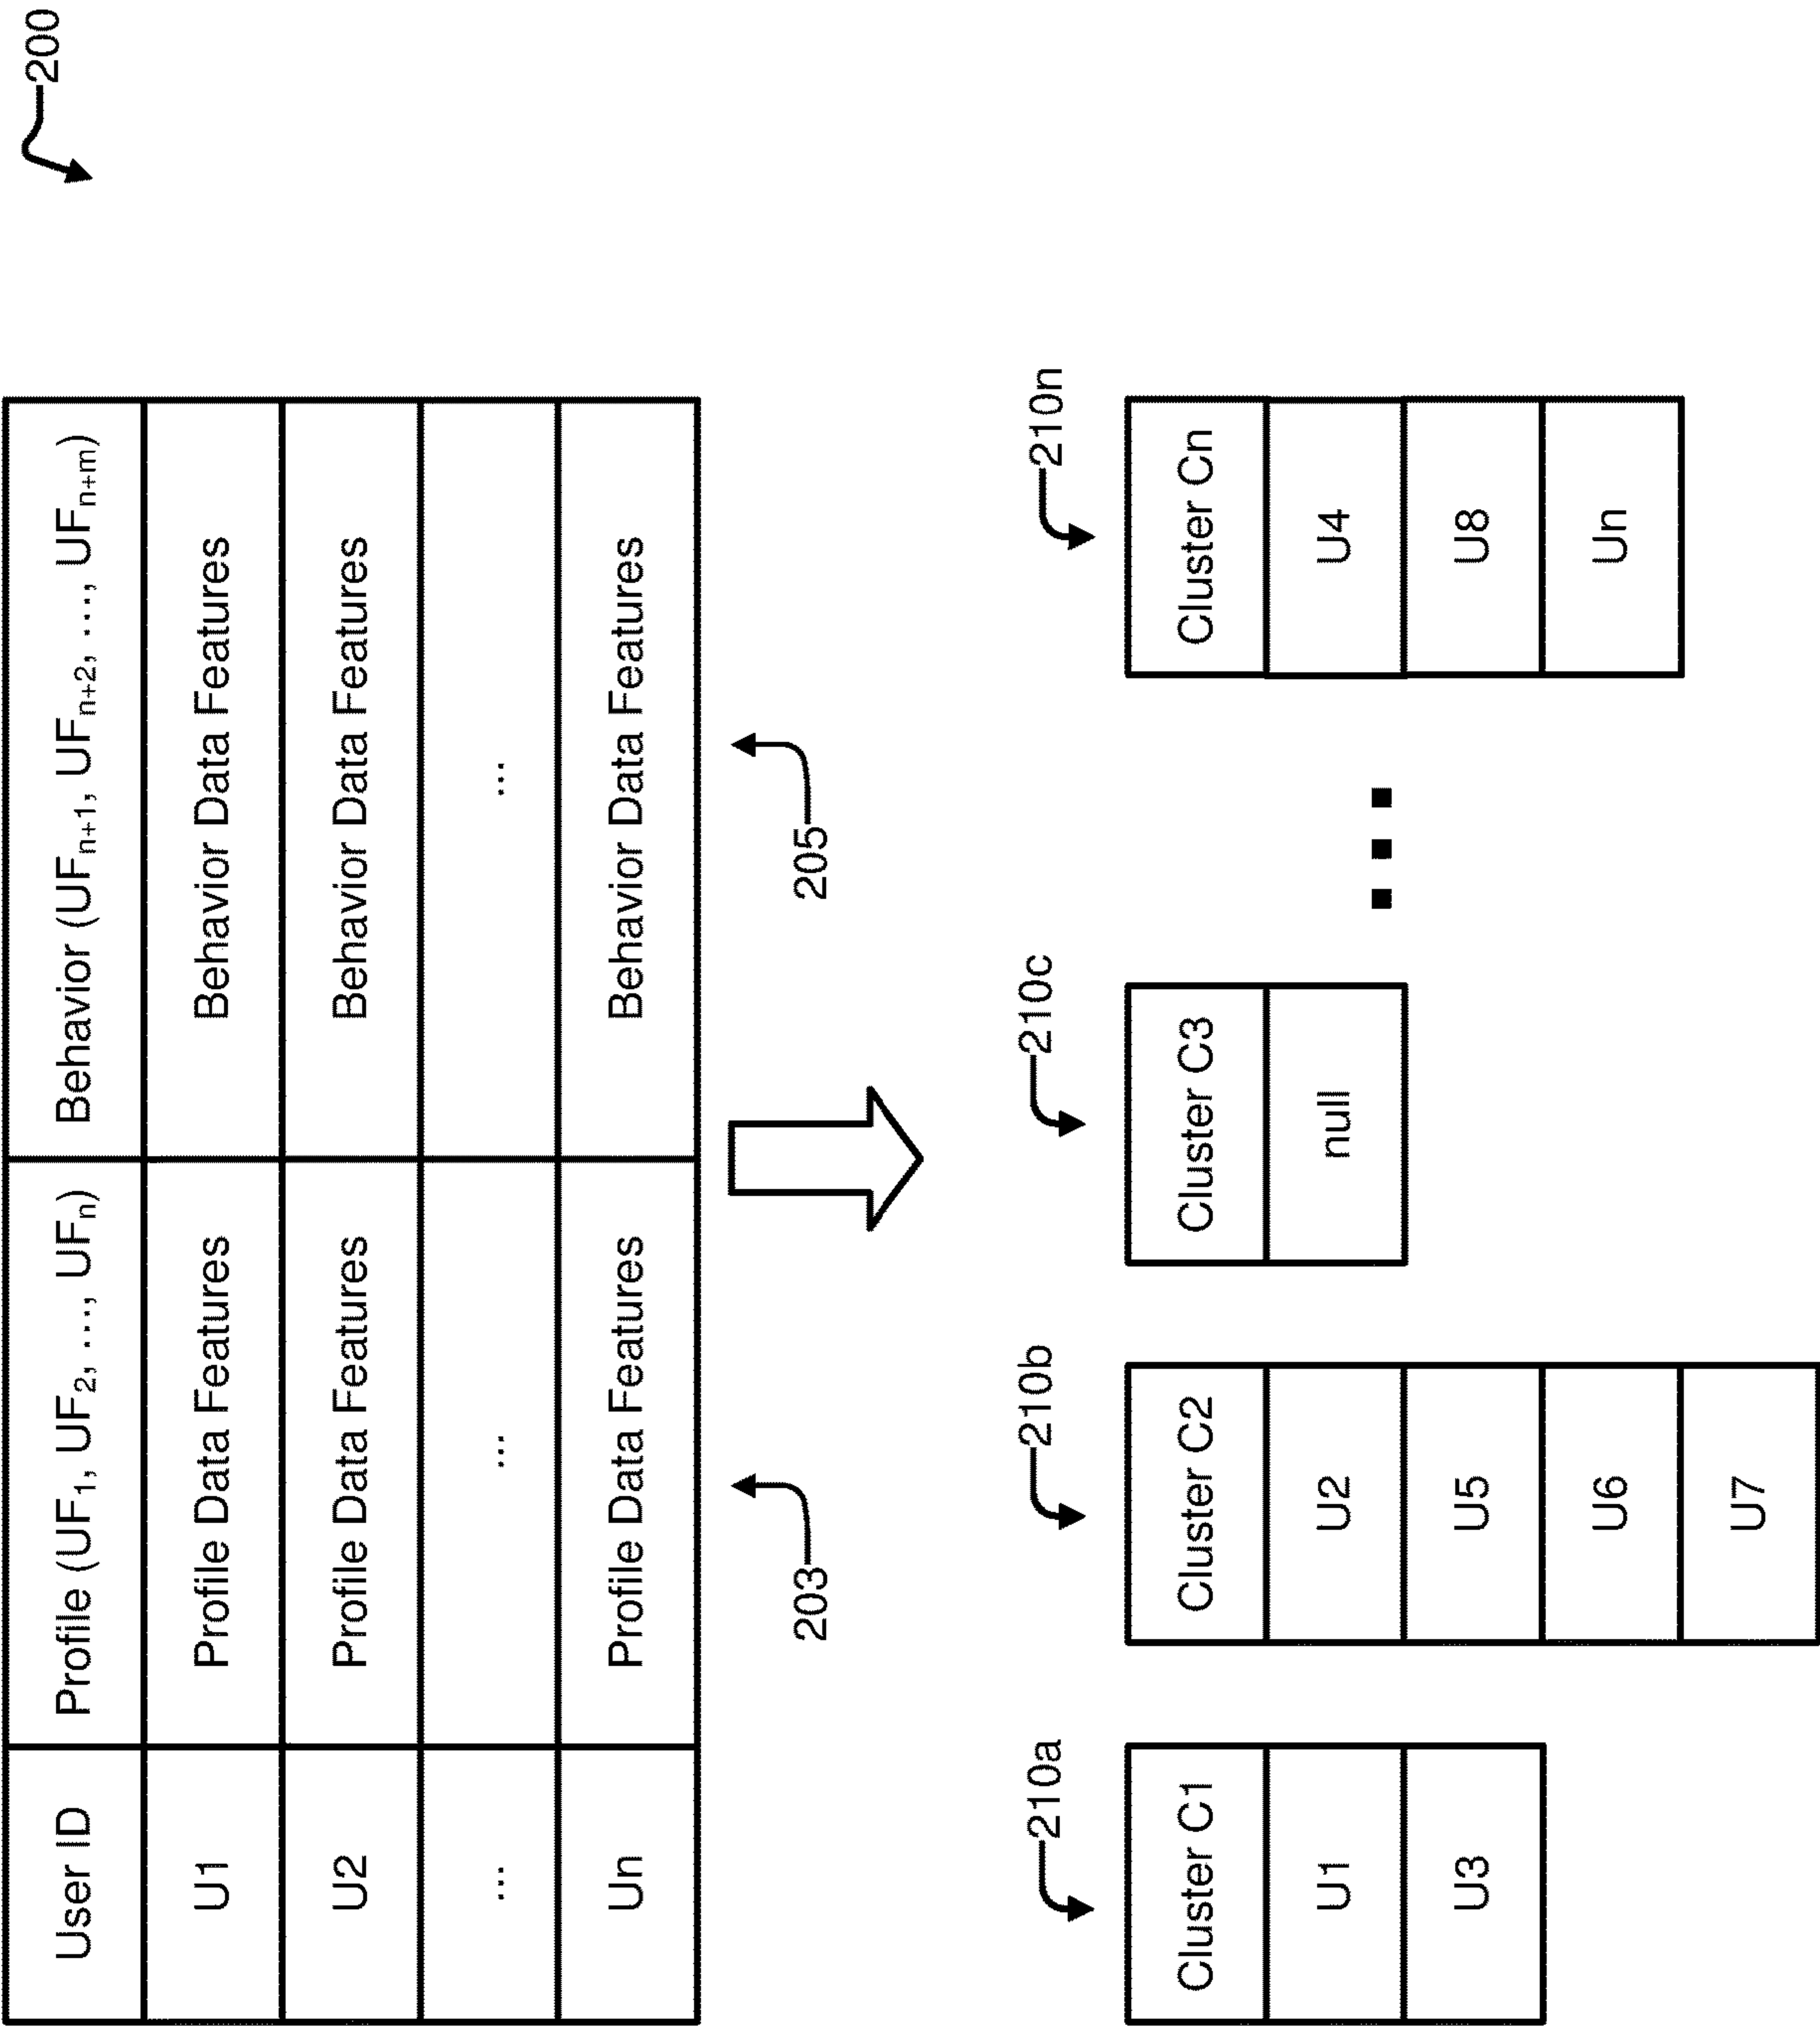 200
User ID Profile (UF1, UF2, ..., UFn) Behavior (UFn+1, UFn+2, ..., UFn+m)
U1 Profile Data Features Behavior Data Features
U2 Profile Data Features Behavior Data Features
... ... ...
Un Profile Data Features Behavior Data Features
203 205
210a 210b 210c 210n
Cluster C1 Cluster C2 Cluster C3 Cluster Cn
U1 U2 null U4
U3 U5 U8
U6 Un
U7